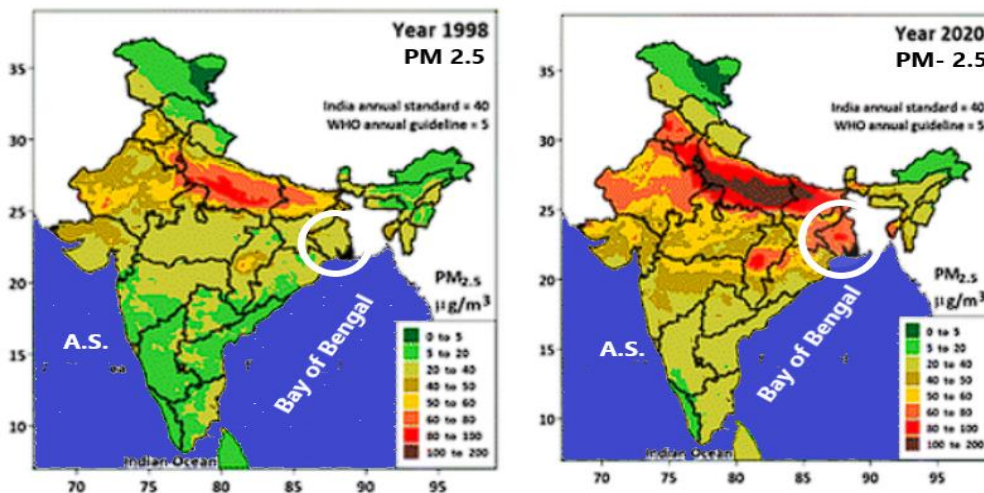 Year 1998
PM 2.5
India annual standard = 40
WHO annual guideline = 5
35
30
25
20
15
10
A.S.
Bay of Bengal
Indian Ocean
PM2.5
µg/m³
0 to 5
5 to 20
20 to 40
40 to 50
50 to 60
60 to 80
80 to 100
100 to 200
70 75 80 85 90 95
Year 2020
PM- 2.5
India annual standard = 40
WHO annual guideline = 5
35
30
25
20
15
10
A.S.
Bay of Bengal
Indian Ocean
PM2.5
µg/m³
0 to 5
5 to 20
20 to 40
40 to 50
50 to 60
60 to 80
80 to 100
100 to 200
70 75 80 85 90 95